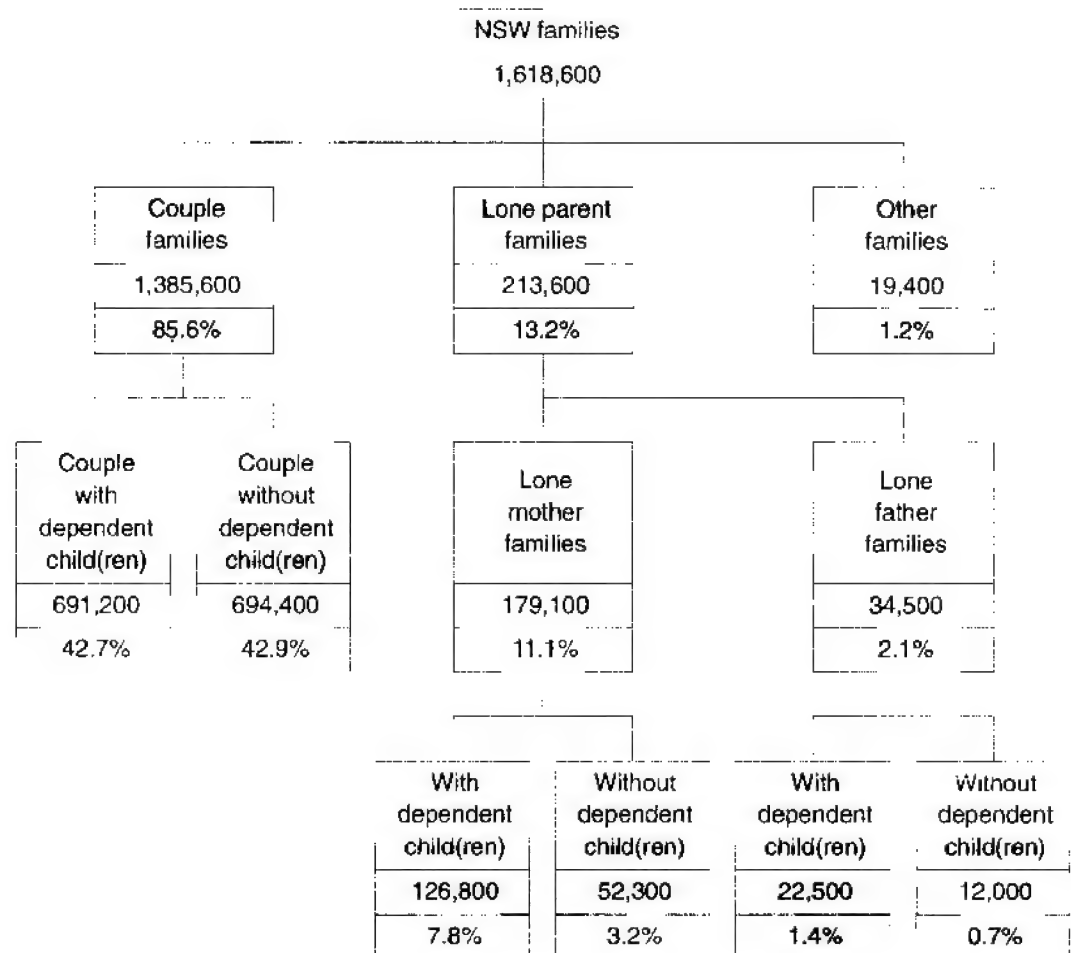 NSW families
1,618,600
Couple
families
1,385,600
85.6%
Lone parent
families
213,600
13.2%
Other
families
19,400
1.2%
Couple
with
dependent
child(ren)
691,200
42.7%
Couple
without
dependent
child(ren)
694,400
42.9%
Lone
mother
families
179,100
11.1%
Lone
father
families
34,500
2.1%
With
dependent
child(ren)
126,800
7.8%
Without
dependent
child(ren)
52,300
3.2%
With
dependent
child(ren)
22,500
1.4%
Without
dependent
child(ren)
12,000
0.7%